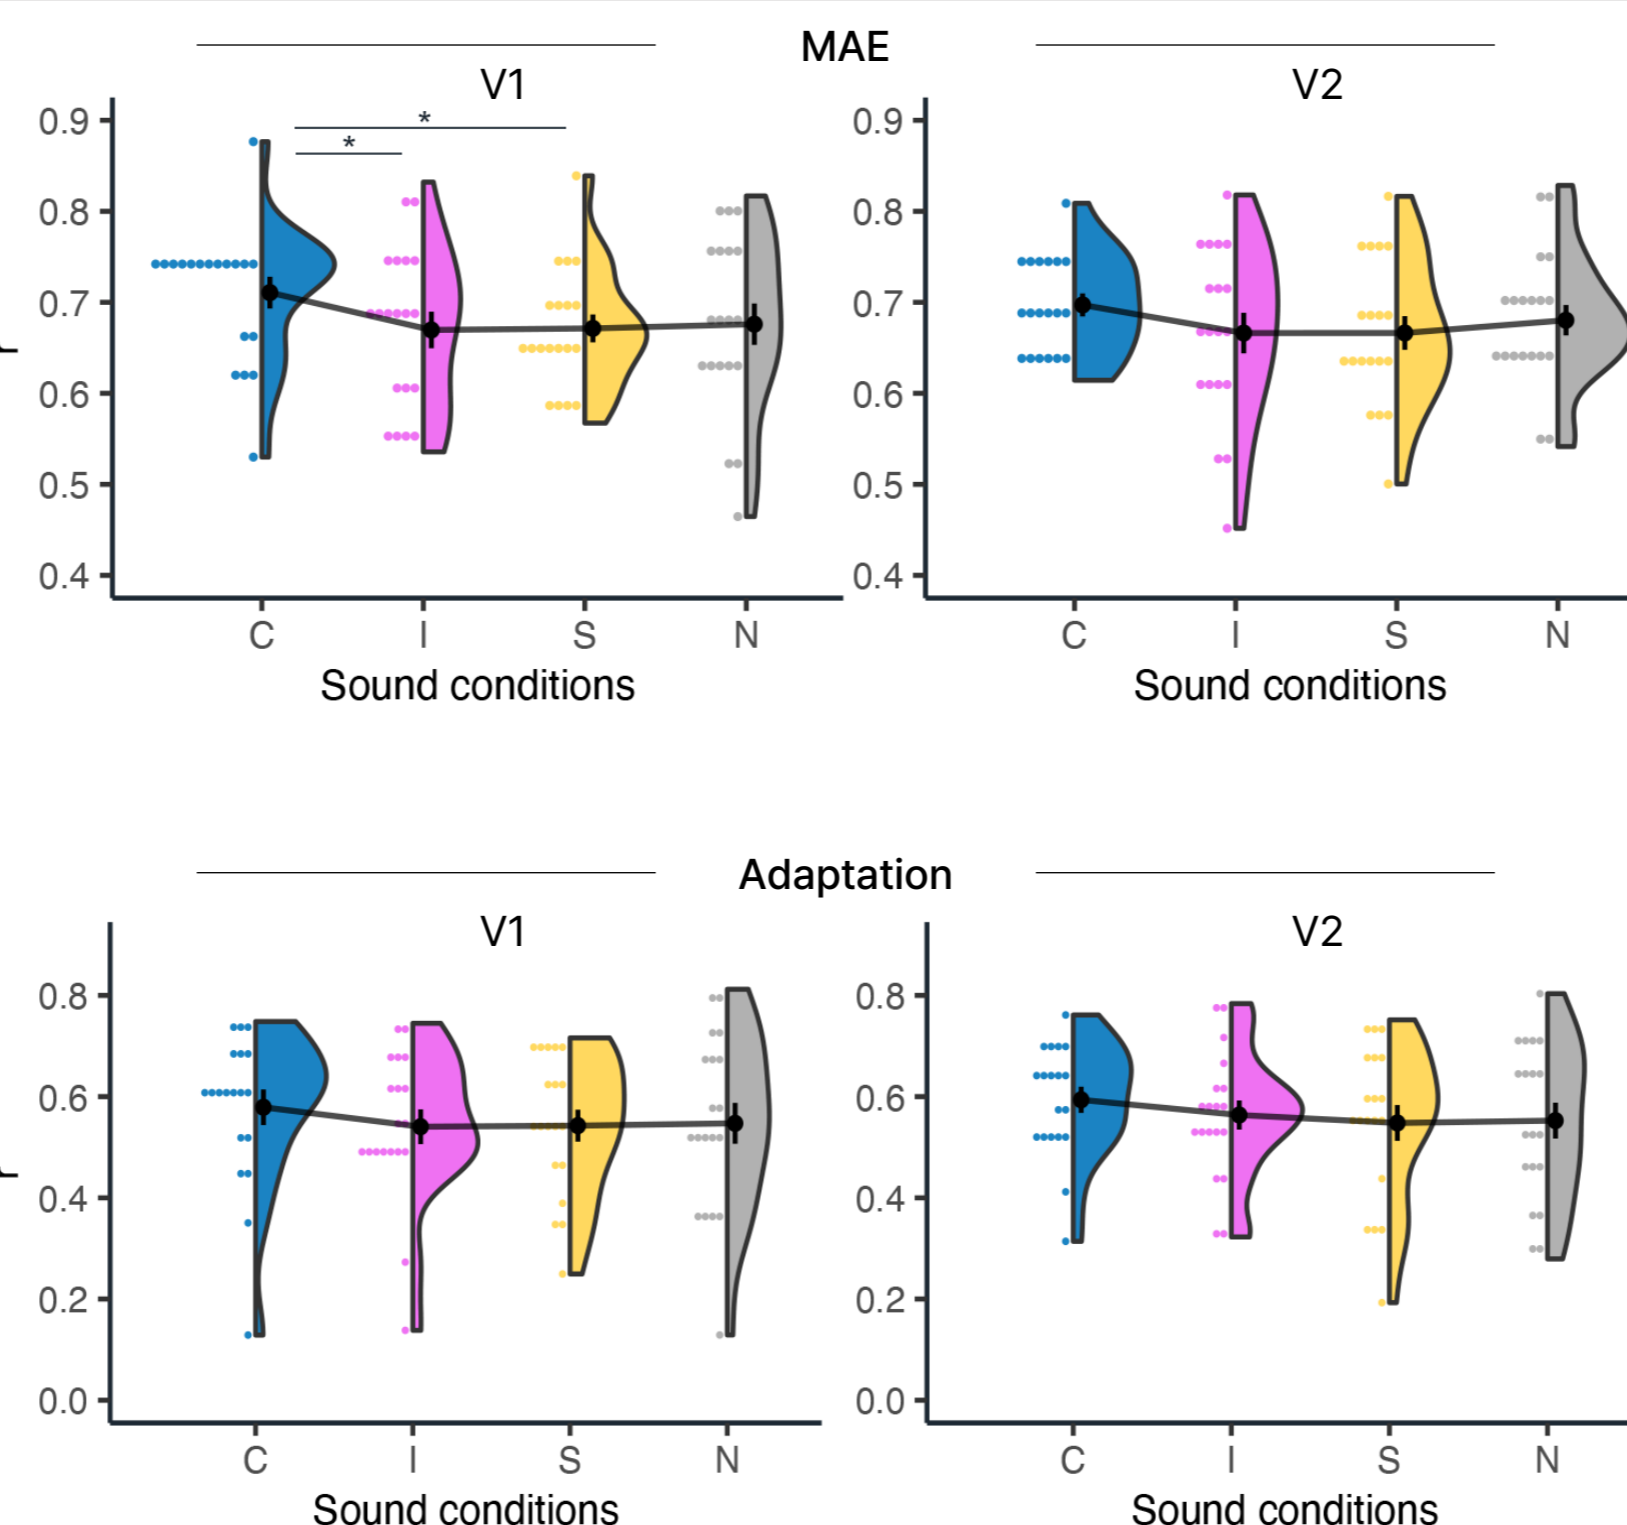 MAE
V1 V2
0.9 * 0.9
*
0.8 0.8
0.7 0.7
0.6 0.6
0.5 0.5
0.4 0.4
C I S N C I S N
Sound conditions Sound conditions
Adaptation
V1 V2
0.8 0.8
0.6 0.6
0.4 0.4
0.2 0.2
0.0 0.0
C I S N C I S N
Sound conditions Sound conditions